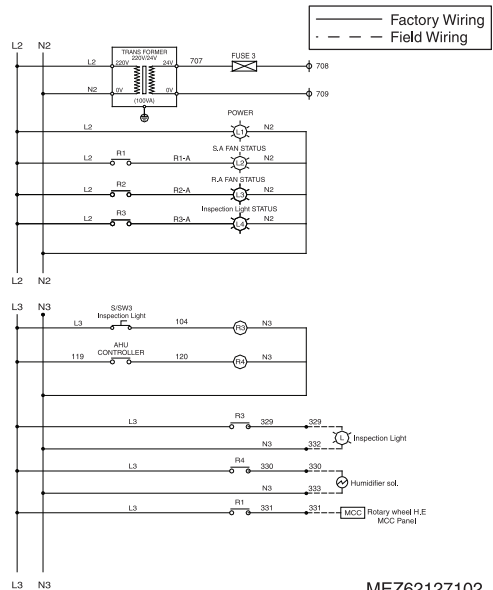 Factory Wiring
Field Wiring
L2 N2
TRANS FORMER
220V/24V
L2 220V 24V 707 FUSE 3 708
N2 0V 0V 709
(100VA)
POWER
L2 L1 N2
S,A FAN STATUS
L2 R1 R1-A L2 N2
R,A FAN STATUS
L2 R2 R2-A L3 N2
Inspection Light STATUS
L2 R3 R3-A L4 N2
L2 N2
L3 N3
S/SW3
Inspection Light
L3 104 R3 N3
AHU
CONTROLLER
119 120 R4 N3
L3 R3 329 329
L Inspection Light
N3 332
L3 R4 330 330
Humidifier sol.
N3 333
L3 R1 331 331 MCC Rotary wheel H.E
MCC Panel
L3 N3
MEZ62127102